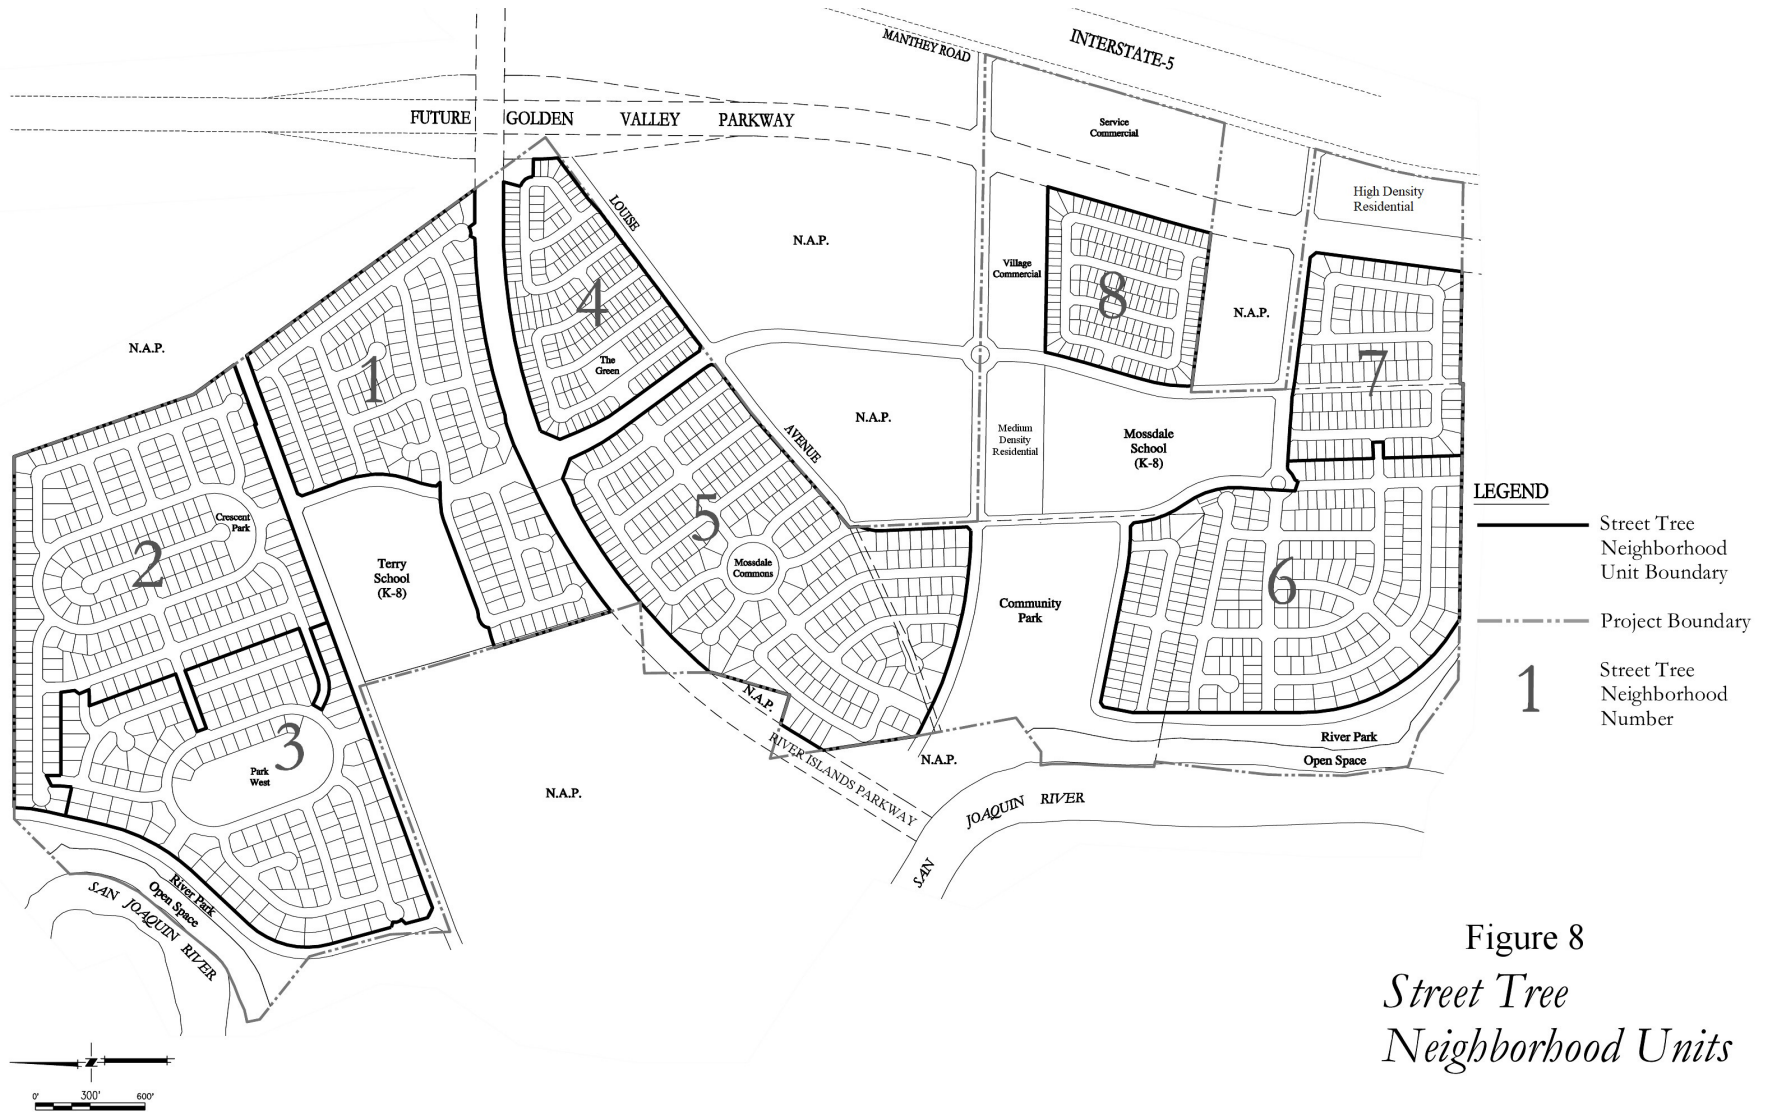 MANTHEY ROAD
INTERSTATE-5
FUTURE GOLDEN VALLEY PARKWAY
Service
Commercial
High Density
Residential
LOUISE
N.A.P.
Village
Commercial
8
N.A.P.
4
The
Green
N.A.P.
1
7
N.A.P.
AVENUE
Medium
Density
Residential
Mossdale
School
(K-8)
LEGEND
Street Tree
Neighborhood
Unit Boundary
Project Boundary
1
Street Tree
Neighborhood
Number
Crescent
Park
2
5
Mossdale
Commons
Terry
School
(K-8)
Community
Park
6
3
Park
West
N.A.P.
N.A.P.
RIVER ISLANDS PARKWAY
N.A.P.
River Park
Open Space
SAN JOAQUIN RIVER
River Park
Open Space
SAN JOAQUIN RIVER
Figure 8
Street Tree
Neighborhood Units
Z
0' 300' 600'